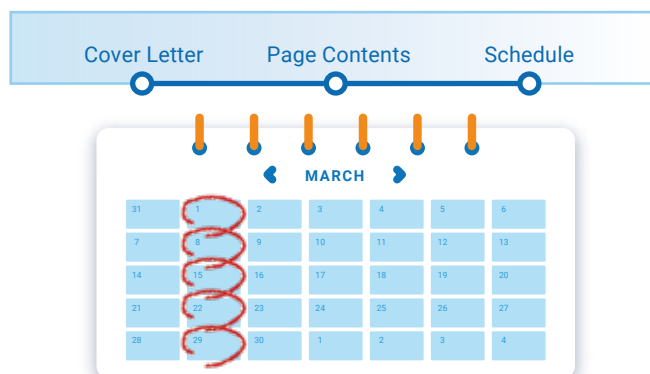 Cover Letter Page Contents Schedule
MARCH
31 1 2 3 4 5 6
7 8 9 10 11 12 13
14 15 16 17 18 19 20
21 22 23 24 25 26 27
28 29 30 1 2 3 4